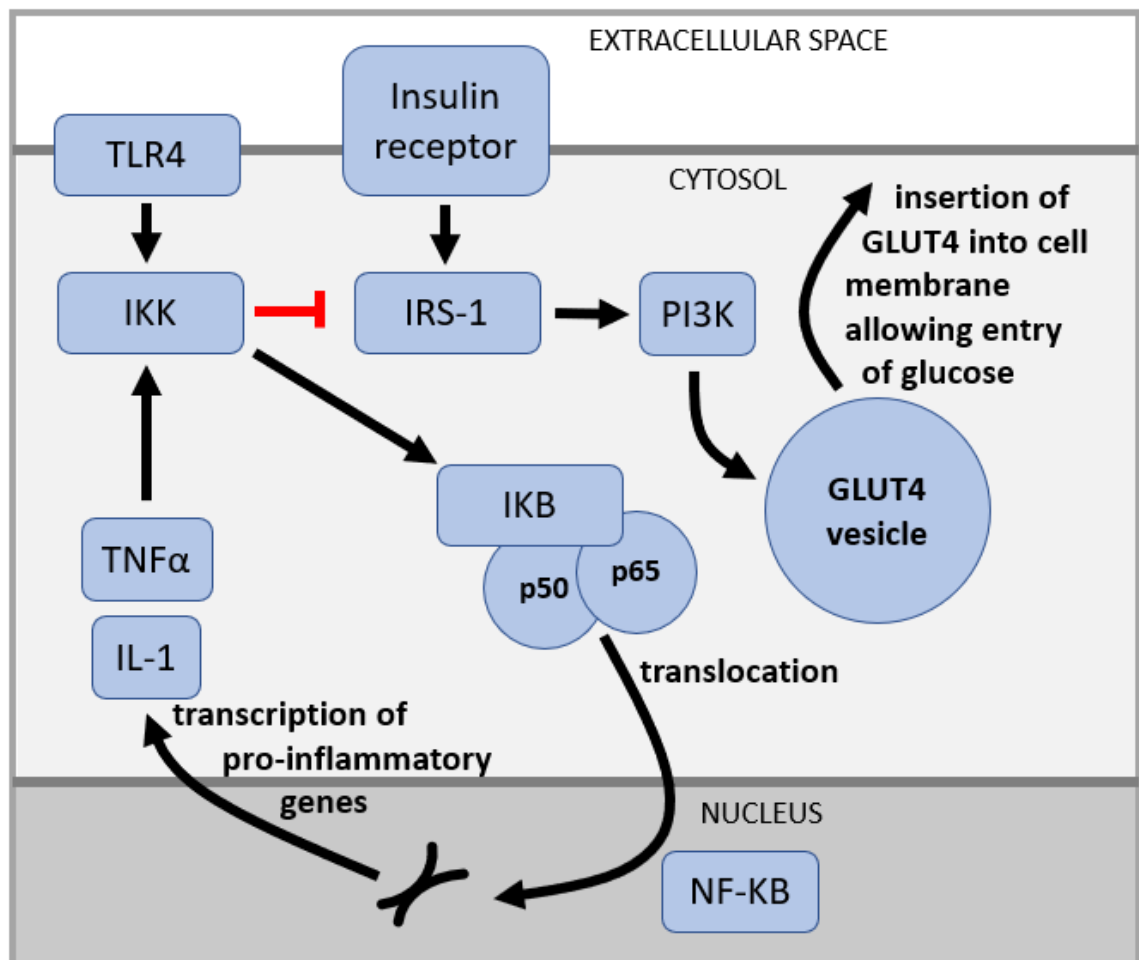 EXTRACELLULAR SPACE
Insulin
receptor
TLR4
CYTOSOL
insertion of
GLUT4 into cell
membrane
allowing entry
of glucose
IKK
IRS-1
PI3K
GLUT4
vesicle
IKB
p50
p65
TNFα
IL-1
translocation
transcription of
pro-inflammatory
genes
NUCLEUS
NF-KB